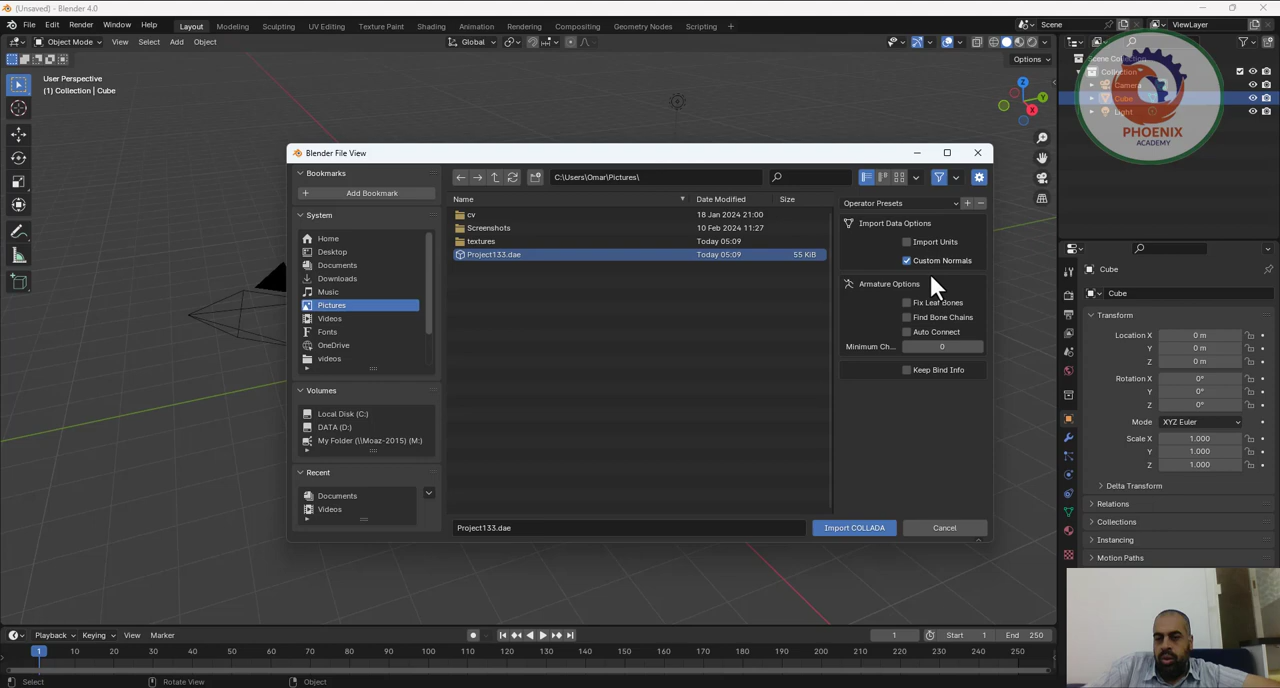 (Unsaved) - Blender 4.0
File Edit Render Window Help Layout Modeling Sculpting UV Editing Texture Paint Shading Animation Rendering Compositing Geometry Nodes Scripting + Scene ViewLayer
Object Mode View Select Add Object Global
Options
User Perspective
(1) Collection | Cube
Z
Y
X
Scene Collection
Collection
Camera
Cube
Light
PHOENIX
ACADEMY
Blender File View
Bookmarks
Add Bookmark
System
Home
Desktop
Documents
Downloads
Music
Pictures
Videos
Fonts
OneDrive
videos
Volumes
Local Disk (C:)
DATA (D:)
My Folder (\\Moaz-2015) (M:)
Recent
Documents
Videos
C:\Users\Omar\Pictures\
Name Date Modified Size
cv 18 Jan 2024 21:00
Screenshots 10 Feb 2024 11:27
textures Today 05:09
Project133.dae Today 05:09 55 KiB
Project133.dae
Operator Presets
Import Data Options
Import Units
Custom Normals
Armature Options
Fix Leaf Bones
Find Bone Chains
Auto Connect
Minimum Ch... 0
Keep Bind Info
Import COLLADA Cancel
Cube
Cube
Transform
Location X 0 m
Y 0 m
Z 0 m
Rotation X 0°
Y 0°
Z 0°
Mode XYZ Euler
Scale X 1.000
Y 1.000
Z 1.000
Delta Transform
Relations
Collections
Instancing
Motion Paths
Playback Keying View Marker 1 Start 1 End 250
1 10 20 30 40 50 60 70 80 90 100 110 120 130 140 150 160 170 180 190 200 210 220 230 240 250
Select Rotate View Object